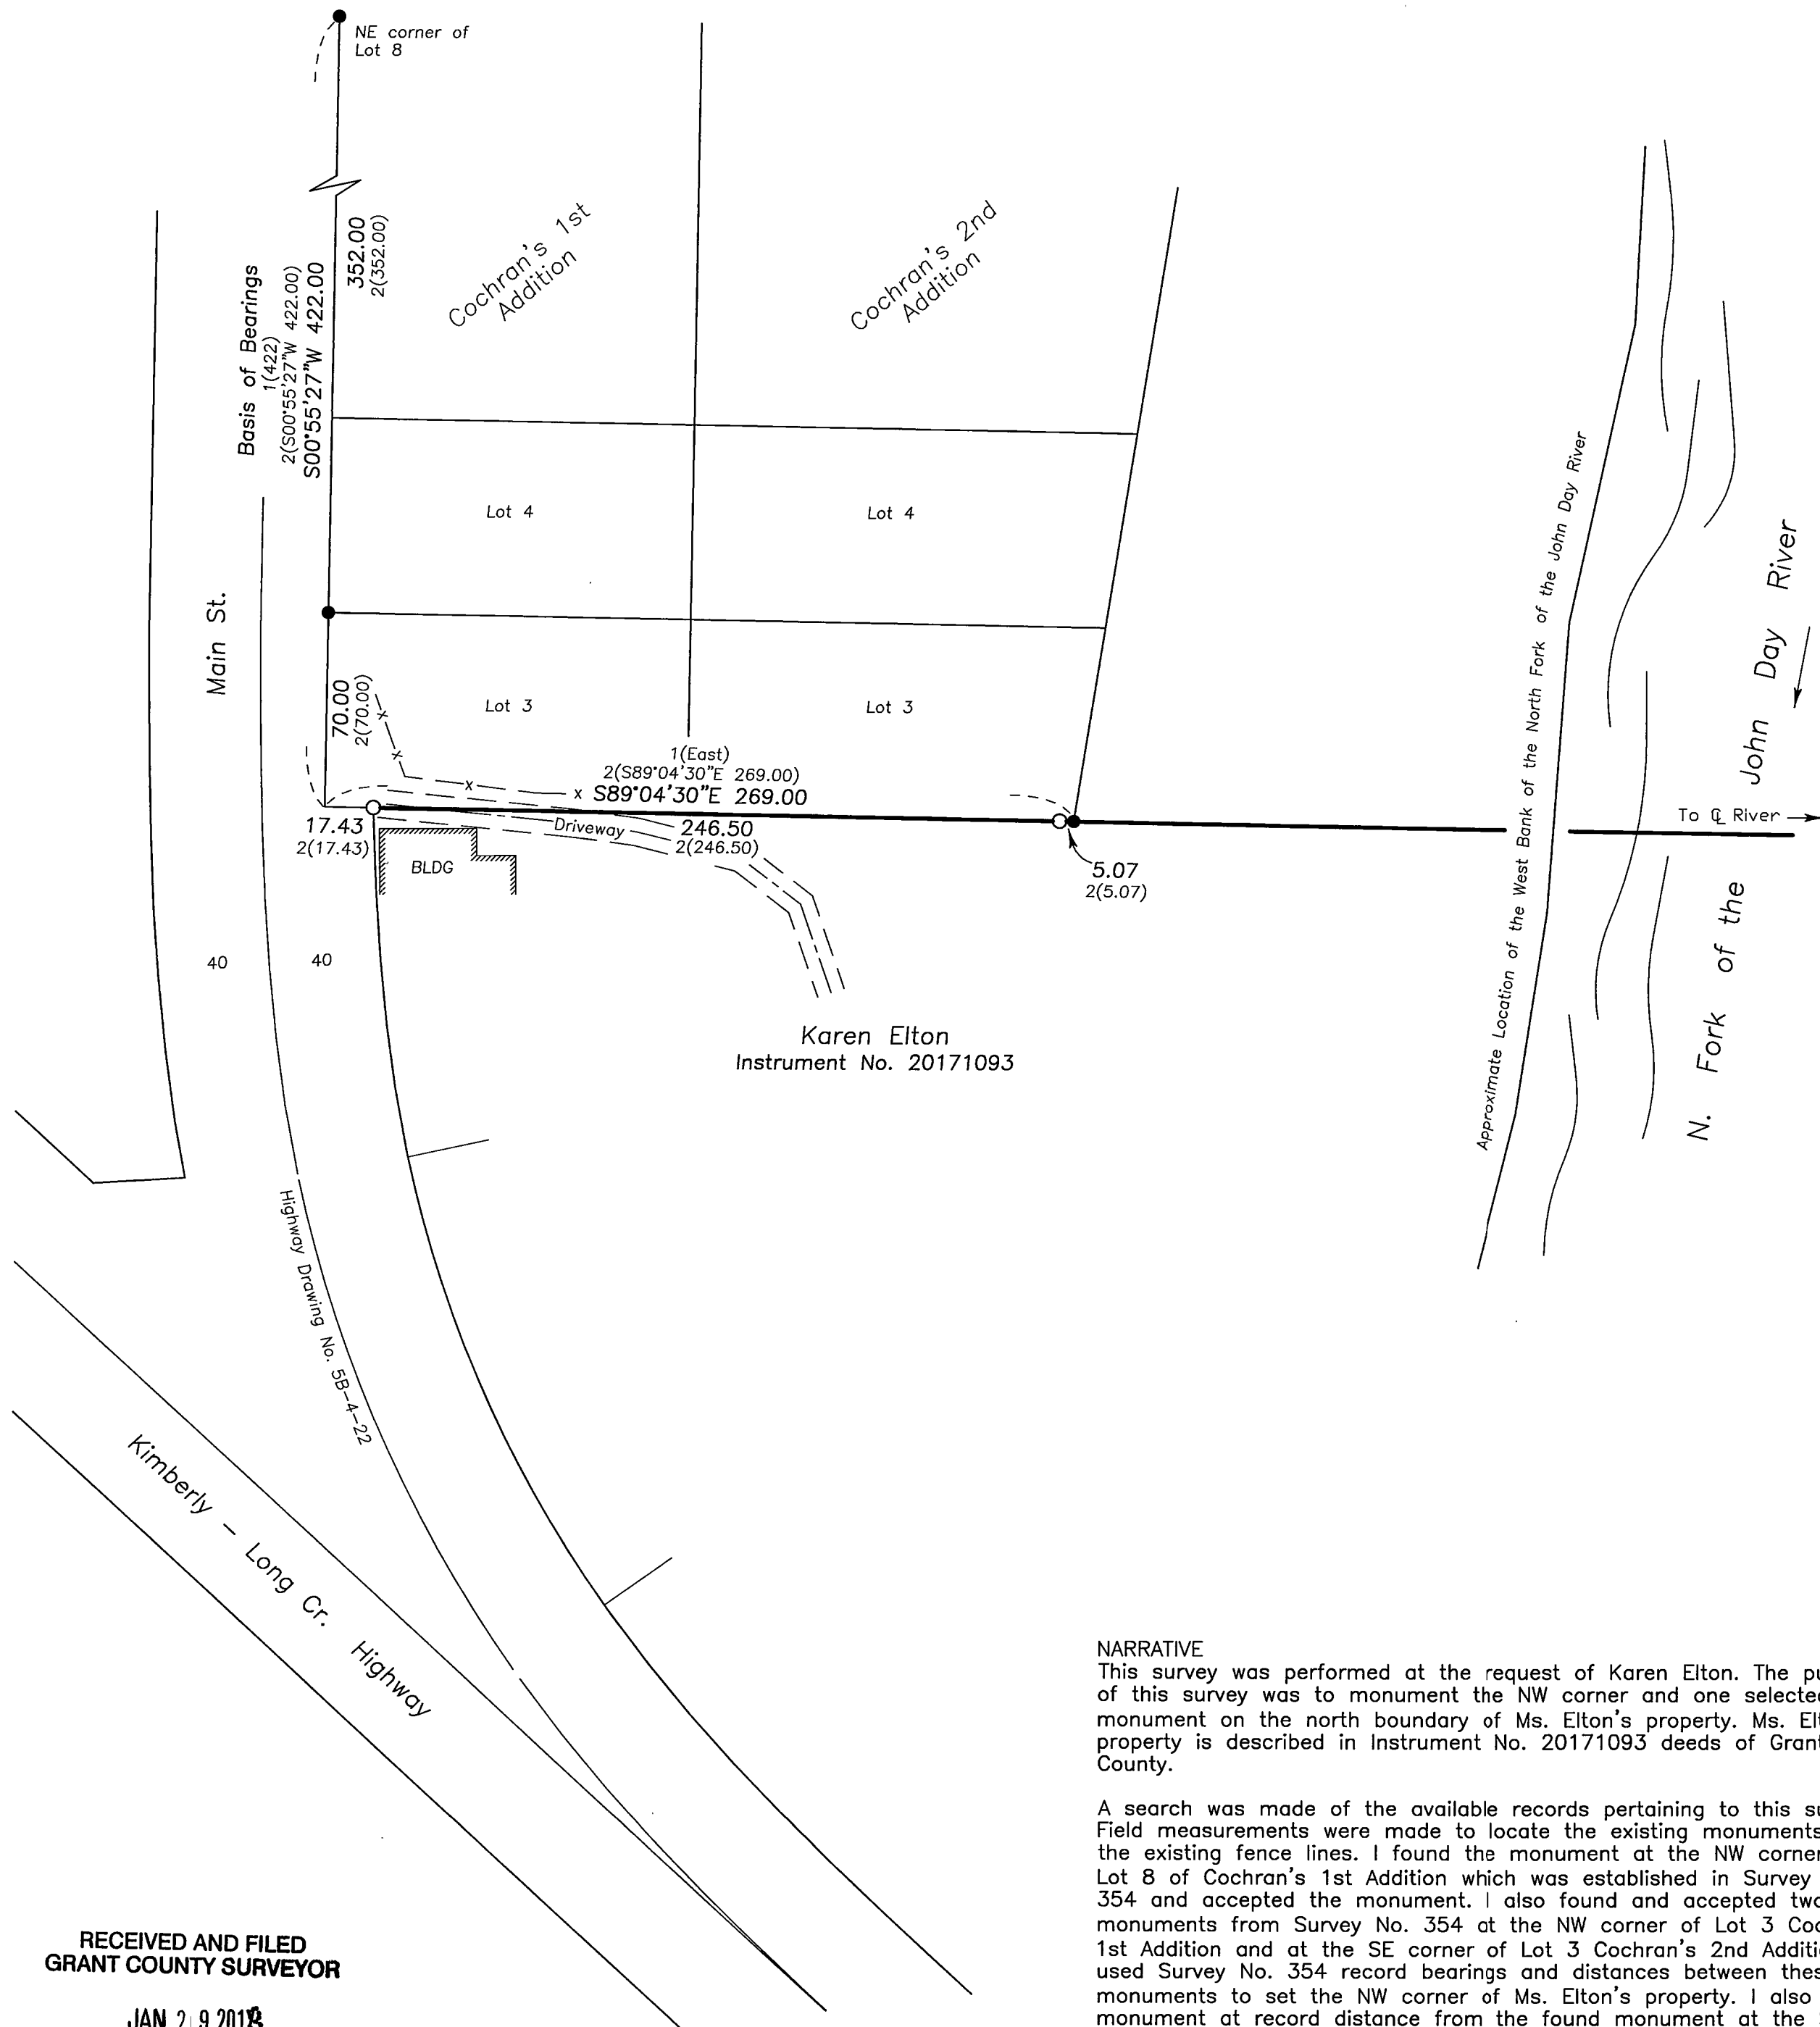 NE corner of
Lot 8
352.00
2(352.00)
Basis of Bearings
1(422)
2(S00°55'27"W 422.00)
S00°55'27"W 422.00
Cochran's 1st
Addition
Cochran's 2nd
Addition
Lot 4
Lot 4
Main St.
70.00
2(70.00)
Lot 3
Lot 3
1(East)
2(S89°04'30"E 269.00)
x S89°04'30"E 269.00
17.43
2(17.43)
Driveway
246.50
2(246.50)
BLDG
5.07
2(5.07)
To ℄ River
Approximate Location of the West Bank of the North Fork of the John Day River
N. Fork of the John Day River
40
40
Karen Elton
Instrument No. 20171093
Highway Drawing No. 5B-4-22
Kimberly - Long Cr. Highway
NARRATIVE
This survey was performed at the request of Karen Elton. The
of this survey was to monument the NW corner and one selected
monument on the north boundary of Ms. Elton's property. Ms.
property is described in Instrument No. 20171093 deeds of Grant
County.
A search was made of the available records pertaining to this
Field measurements were made to locate the existing monuments
the existing fence lines. I found the monument at the NW corner
Lot 8 of Cochran's 1st Addition which was established in Survey
354 and accepted the monument. I also found and accepted two
monuments from Survey No. 354 at the NW corner of Lot 3
1st Addition and at the SE corner of Lot 3 Cochran's 2nd
used Survey No. 354 record bearings and distances between
monuments to set the NW corner of Ms. Elton's property. I also
monument at record distance from the found monument at the
RECEIVED AND FILED
GRANT COUNTY SURVEYOR
JAN 29